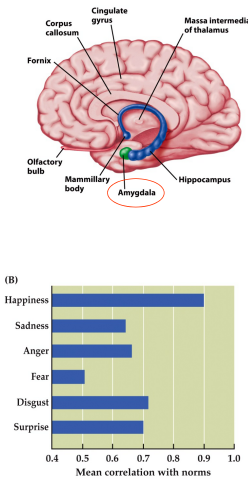 Cingulate
gyrus
Corpus
callosum
Massa intermedi
of thalamus
Fornix
Olfactory
bulb
Mammillary
body
Hippocampus
Amygdala
(B)
Happiness
Sadness
Anger
Fear
Disgust
Surprise
0.4 0.5 0.6 0.7 0.8 0.9 1.0
Mean correlation with norms